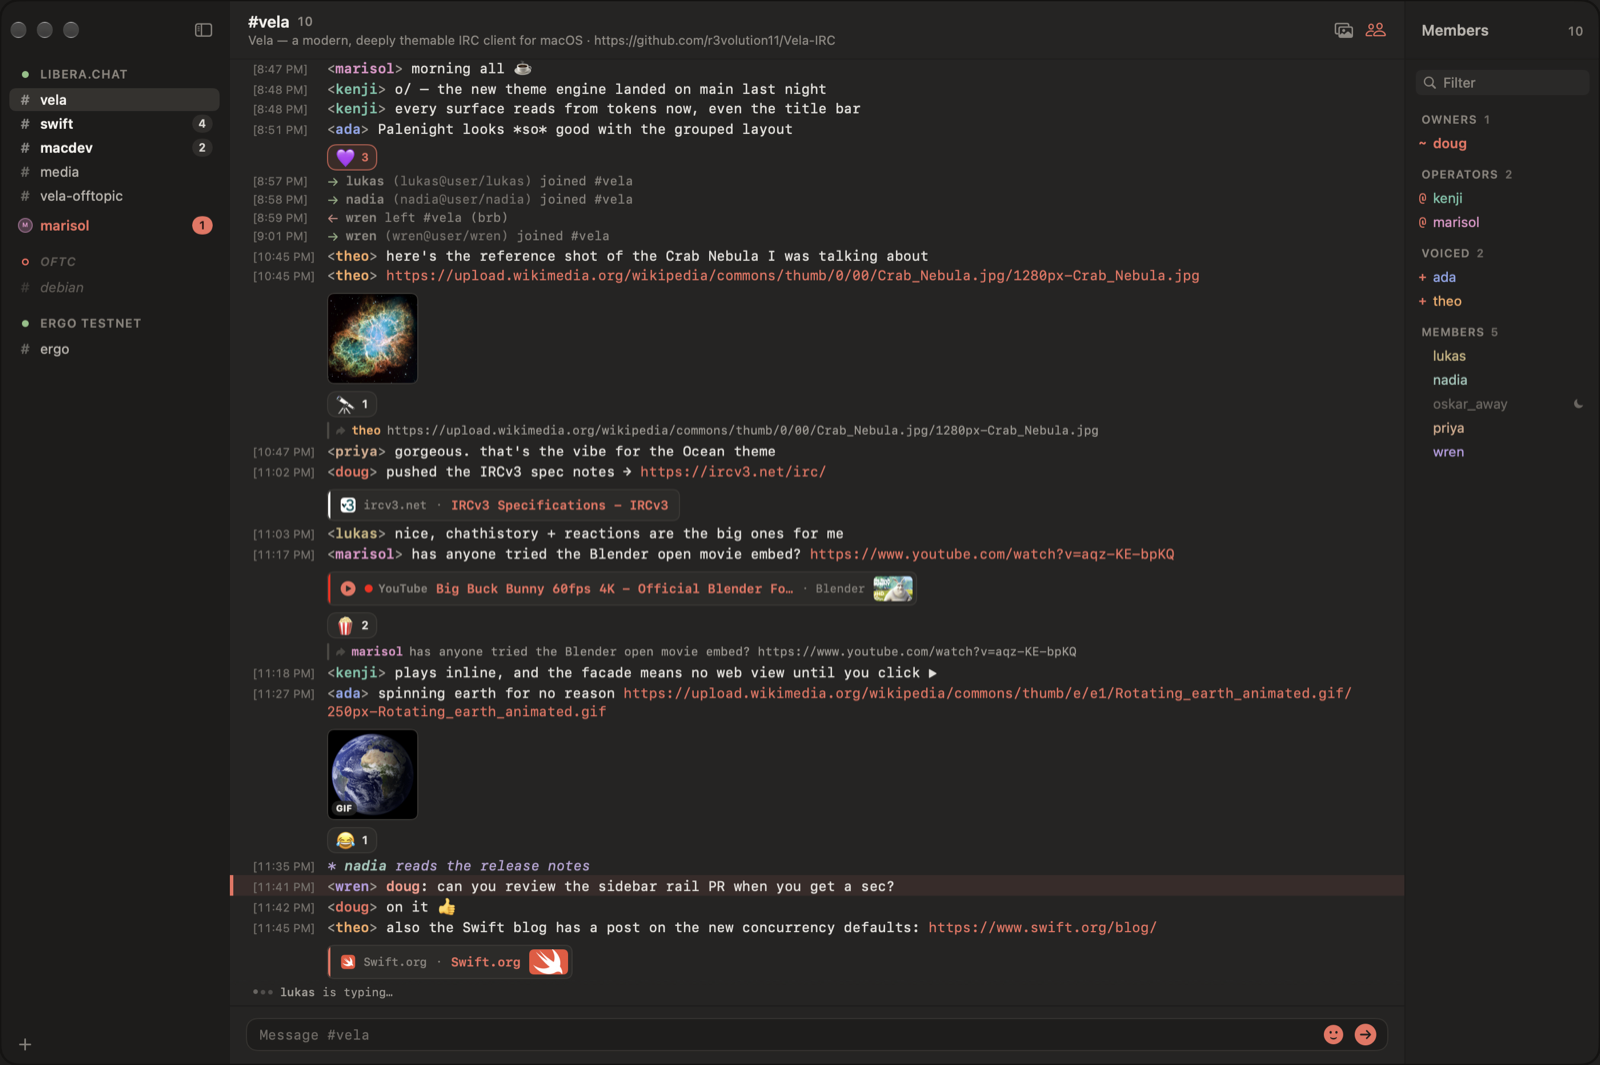 LIBERA.CHAT
# vela
# swift 4
# macdev 2
# media
# vela-offtopic
M marisol 1
OFTC
# debian
ERGO TESTNET
# ergo
+
#vela 10
Vela — a modern, deeply themable IRC client for macOS · https://github.com/r3volution11/Vela-IRC
[8:47 PM] <marisol> morning all ☕
[8:48 PM] <kenji> o/ — the new theme engine landed on main last night
[8:48 PM] <kenji> every surface reads from tokens now, even the title bar
[8:51 PM] <ada> Palenight looks *so* good with the grouped layout
💜 3
[8:57 PM] → lukas (lukas@user/lukas) joined #vela
[8:58 PM] → nadia (nadia@user/nadia) joined #vela
[8:59 PM] ← wren left #vela (brb)
[9:01 PM] → wren (wren@user/wren) joined #vela
[10:45 PM] <theo> here's the reference shot of the Crab Nebula I was talking about
[10:45 PM] <theo> https://upload.wikimedia.org/wikipedia/commons/thumb/0/00/Crab_Nebula.jpg/1280px-Crab_Nebula.jpg
🔭 1
theo https://upload.wikimedia.org/wikipedia/commons/thumb/0/00/Crab_Nebula.jpg/1280px-Crab_Nebula.jpg
[10:47 PM] <priya> gorgeous. that's the vibe for the Ocean theme
[11:02 PM] <doug> pushed the IRCv3 spec notes → https://ircv3.net/irc/
ircv3.net · IRCv3 Specifications – IRCv3
[11:03 PM] <lukas> nice, chathistory + reactions are the big ones for me
[11:17 PM] <marisol> has anyone tried the Blender open movie embed? https://www.youtube.com/watch?v=aqz-KE-bpKQ
YouTube Big Buck Bunny 60fps 4K - Official Blender Fo… · Blender
🍿 2
marisol has anyone tried the Blender open movie embed? https://www.youtube.com/watch?v=aqz-KE-bpKQ
[11:18 PM] <kenji> plays inline, and the facade means no web view until you click ▶
[11:27 PM] <ada> spinning earth for no reason https://upload.wikimedia.org/wikipedia/commons/thumb/e/e1/Rotating_earth_animated.gif/
250px-Rotating_earth_animated.gif
GIF
😂 1
[11:35 PM] * nadia reads the release notes
[11:41 PM] <wren> doug: can you review the sidebar rail PR when you get a sec?
[11:42 PM] <doug> on it 👍
[11:45 PM] <theo> also the Swift blog has a post on the new concurrency defaults: https://www.swift.org/blog/
Swift.org · Swift.org
lukas is typing…
Message #vela
Members 10
Filter
OWNERS 1
~ doug
OPERATORS 2
@ kenji
@ marisol
VOICED 2
+ ada
+ theo
MEMBERS 5
lukas
nadia
oskar_away
priya
wren